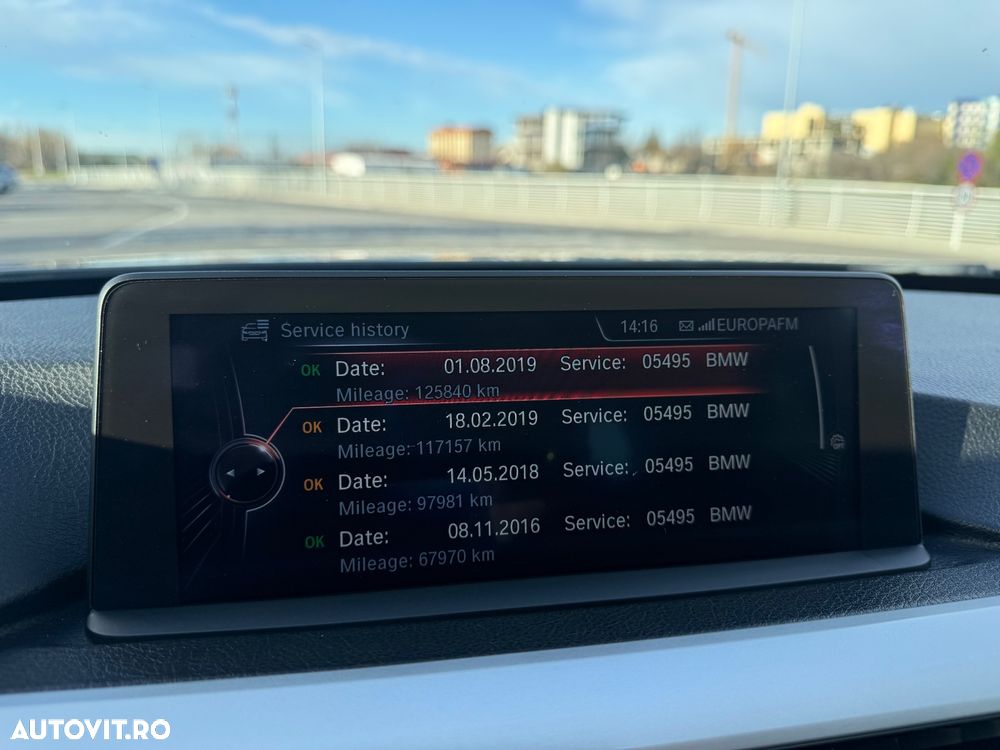 Service history 14:16 EUROPAFM
OK Date: 01.08.2019 Service: 05495 BMW
Mileage: 125840 km
OK Date: 18.02.2019 Service: 05495 BMW
Mileage: 117157 km
OK Date: 14.05.2018 Service: 05495 BMW
Mileage: 97981 km
OK Date: 08.11.2016 Service: 05495 BMW
Mileage: 67970 km
AUTOVIT.RO